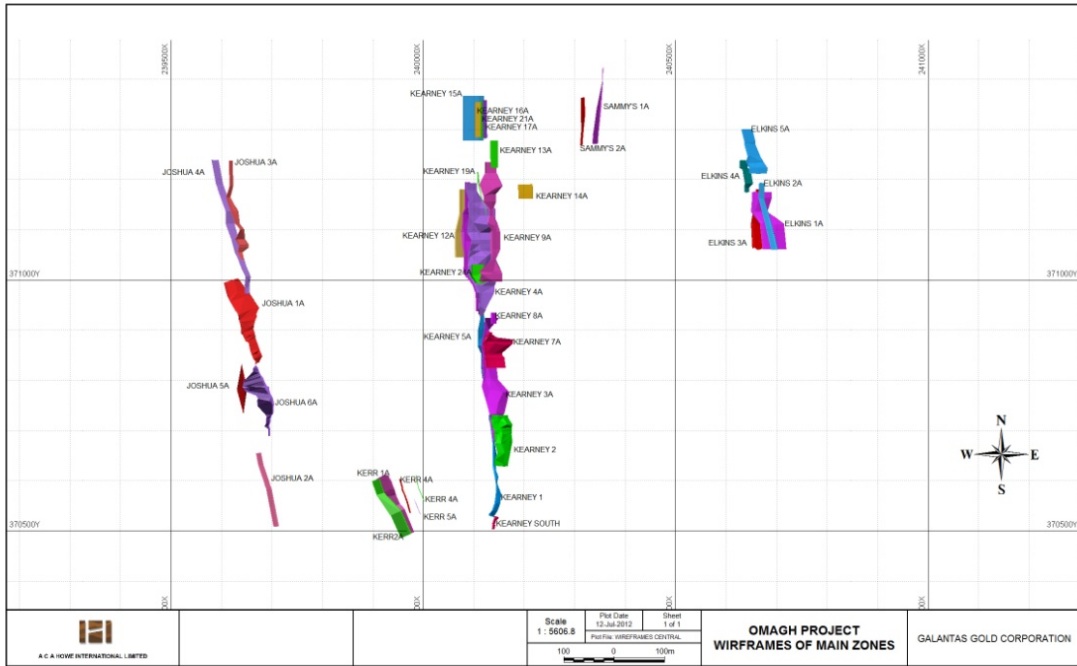 239500X
240000X
240500X
241000X
KEARNEY 15A
KEARNEY 16A
KEARNEY 21A
KEARNEY 17A
SAMMY'S 1A
SAMMY'S 2A
ELKINS 5A
KEARNEY 13A
JOSHUA 3A
JOSHUA 4A
KEARNEY 19A
ELKINS 4A
ELKINS 2A
KEARNEY 14A
ELKINS 1A
KEARNEY 12A
KEARNEY 9A
ELKINS 3A
371000Y
KEARNEY 24A
371000Y
KEARNEY 4A
JOSHUA 1A
KEARNEY 8A
KEARNEY 5A
KEARNEY 7A
JOSHUA 5A
KEARNEY 3A
JOSHUA 6A
N
W E
S
KEARNEY 2
JOSHUA 2A
KERR 1A
KERR 4A
KERR 4A
KEARNEY 1
KERR 5A
370500Y
KEARNEY SOUTH
370500Y
KERR2A
A C A HOWE INTERNATIONAL LIMITED
Scale
1 : 5606.8
Plot Date
12-Jul-2012
Sheet
1 of 1
Plot File: WIREFRAMES CENTRAL
100 0 100m
OMAGH PROJECT
WIRFRAMES OF MAIN ZONES
GALANTAS GOLD CORPORATION